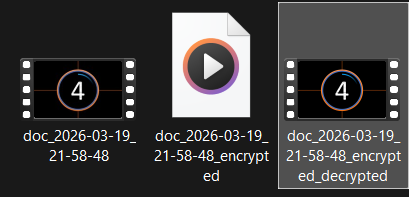 4
4
doc_2026-03-19_
21-58-48
doc_2026-03-19_
21-58-48_encrypt
ed
doc_2026-03-19_
21-58-48_encrypt
ed_decrypted